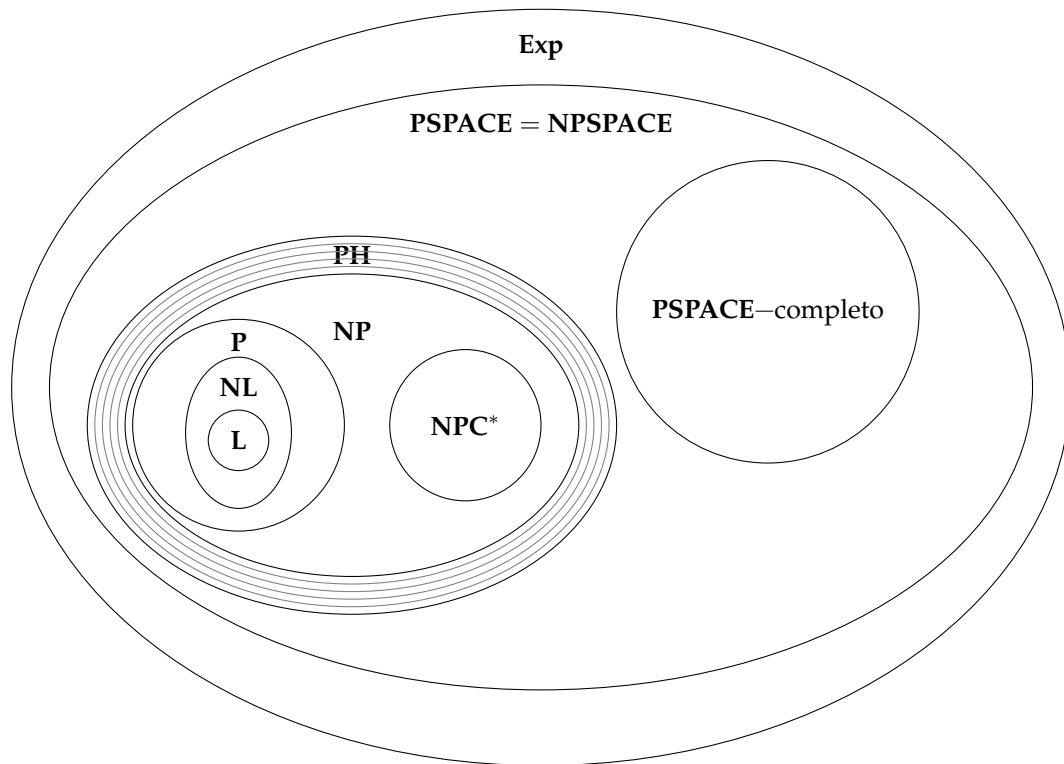 Exp
PSPACE = NPSPACE
PH
PSPACE−completo
NP
P
NL
NPC*
L